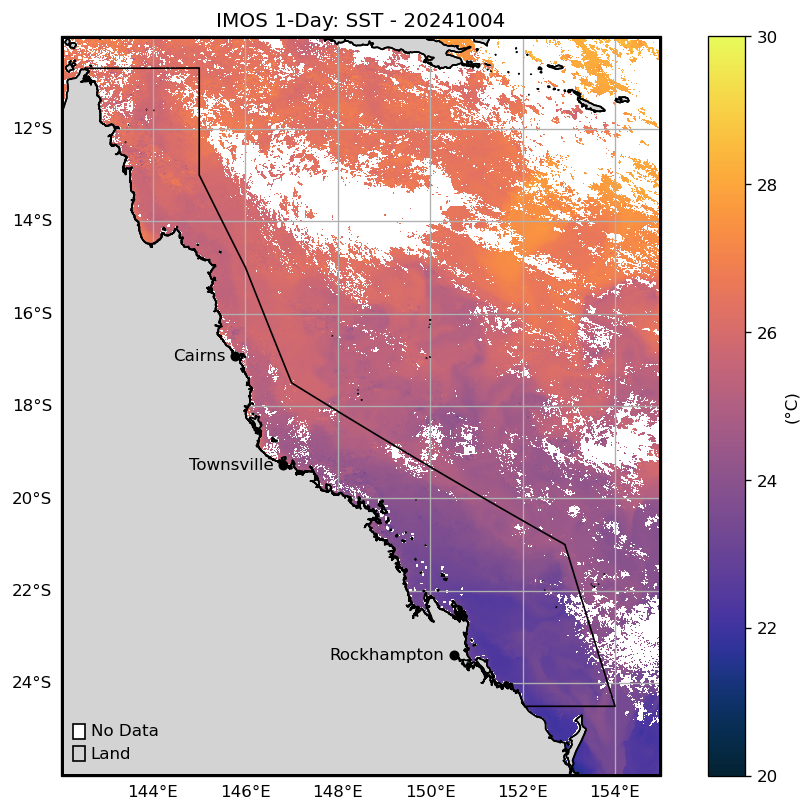 IMOS 1-Day: SST - 20241004
30
12°S
28
14°S
16°S
26
Cairns
(°C)
18°S
Townsville
24
20°S
22°S
22
Rockhampton
24°S
No Data
Land
20
144°E 146°E 148°E 150°E 152°E 154°E